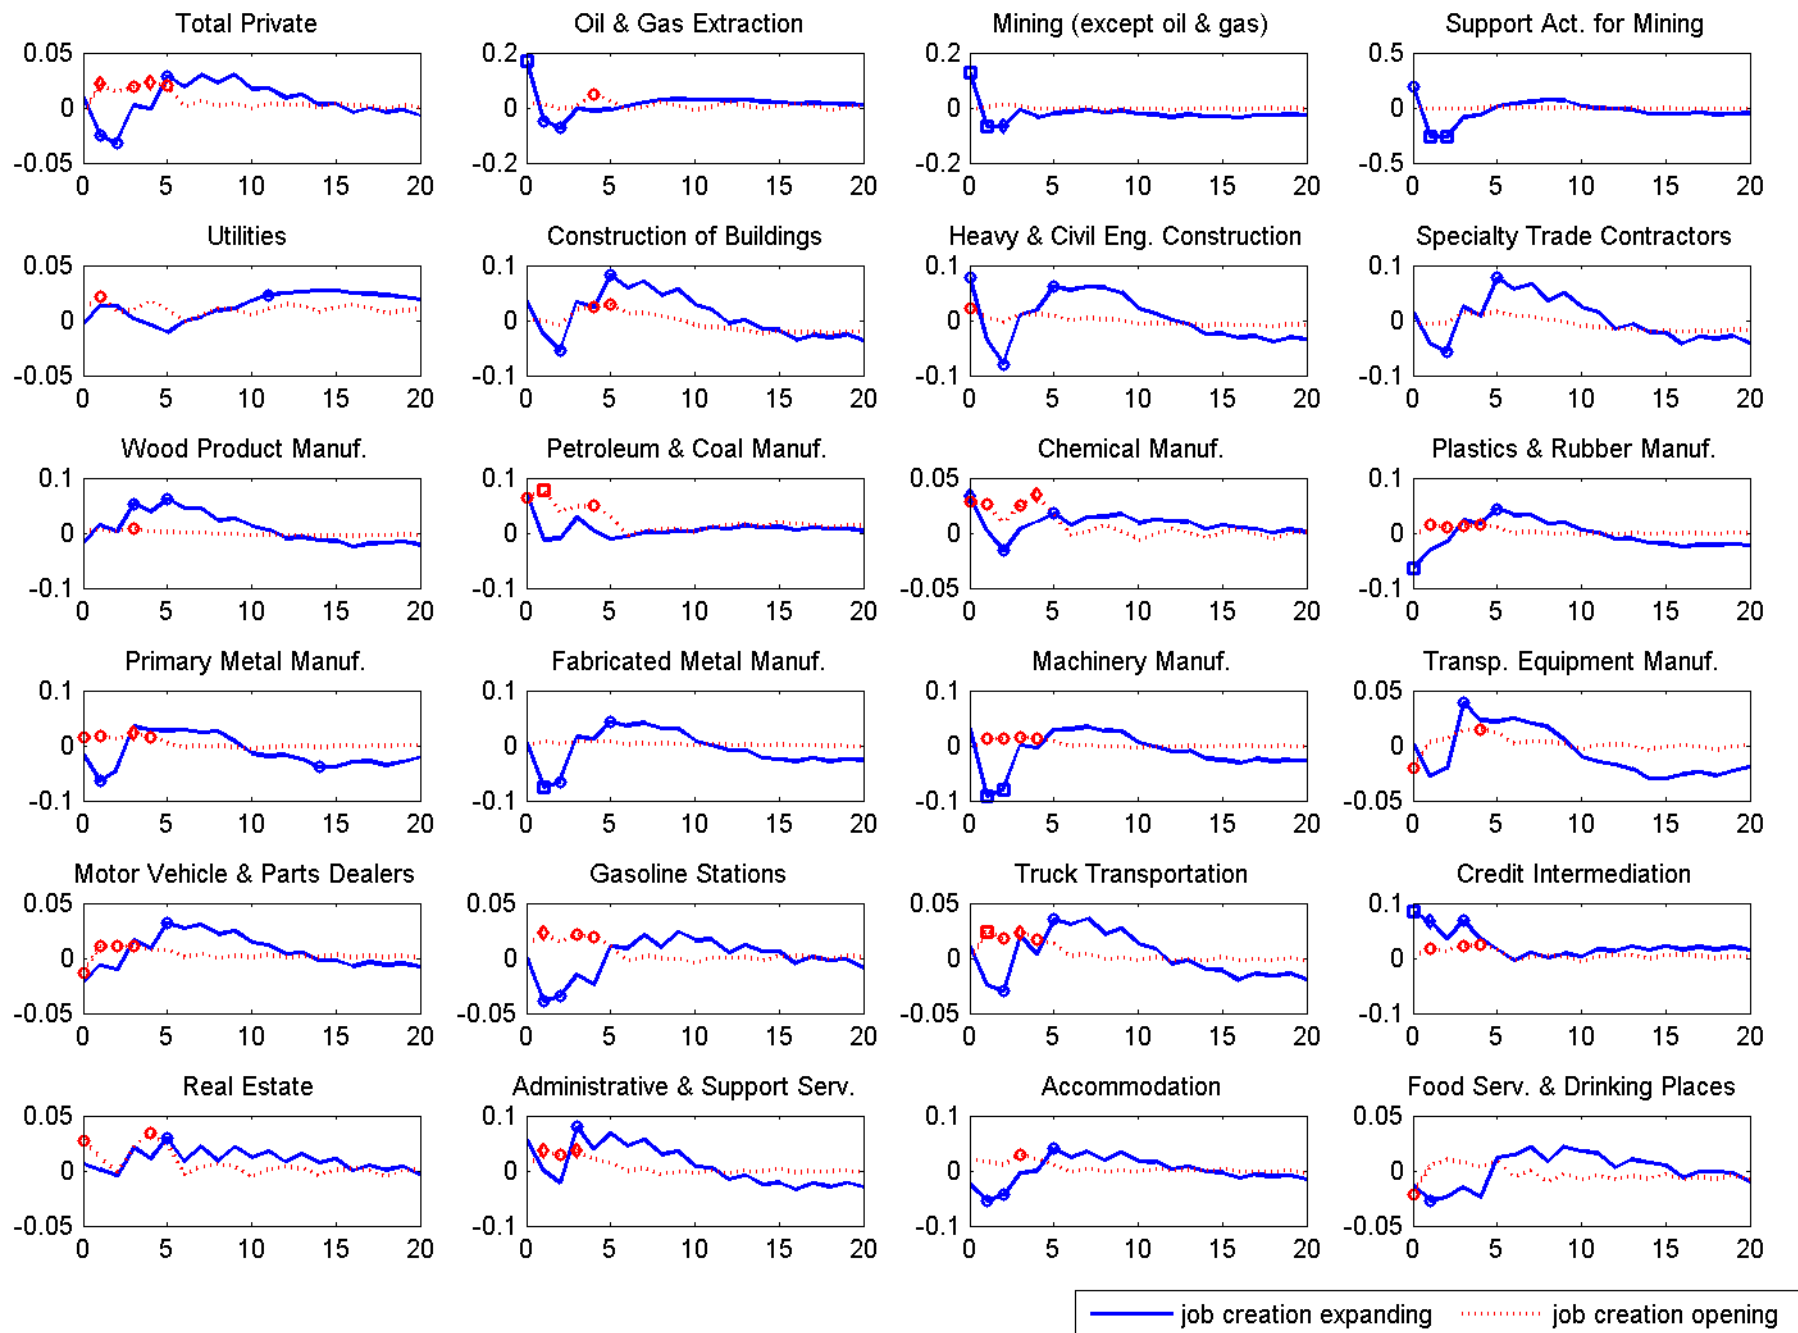 Total Private Oil & Gas Extraction Mining (except oil & gas) Support Act. for Mining
0.05 0.2 0.2 0.5
0 0 0 0
-0.05 -0.2 -0.2 -0.5
0 5 10 15 20 0 5 10 15 20 0 5 10 15 20 0 5 10 15 20
Utilities Construction of Buildings Heavy & Civil Eng. Construction Specialty Trade Contractors
0.05 0.1 0.1 0.1
0 0 0 0
-0.05 -0.1 -0.1 -0.1
0 5 10 15 20 0 5 10 15 20 0 5 10 15 20 0 5 10 15 20
Wood Product Manuf. Petroleum & Coal Manuf. Chemical Manuf. Plastics & Rubber Manuf.
0.1 0.1 0.05 0.1
0 0 0 0
-0.1 -0.1 -0.05 -0.1
0 5 10 15 20 0 5 10 15 20 0 5 10 15 20 0 5 10 15 20
Primary Metal Manuf. Fabricated Metal Manuf. Machinery Manuf. Transp. Equipment Manuf.
0.1 0.1 0.1 0.05
0 0 0 0
-0.1 -0.1 -0.1 -0.05
0 5 10 15 20 0 5 10 15 20 0 5 10 15 20 0 5 10 15 20
Motor Vehicle & Parts Dealers Gasoline Stations Truck Transportation Credit Intermediation
0.05 0.05 0.05 0.1
0 0 0 0
-0.05 -0.05 -0.05 -0.1
0 5 10 15 20 0 5 10 15 20 0 5 10 15 20 0 5 10 15 20
Real Estate Administrative & Support Serv. Accommodation Food Serv. & Drinking Places
0.05 0.1 0.1 0.05
0 0 0 0
-0.05 -0.1 -0.1 -0.05
0 5 10 15 20 0 5 10 15 20 0 5 10 15 20 0 5 10 15 20
job creation expanding job creation opening